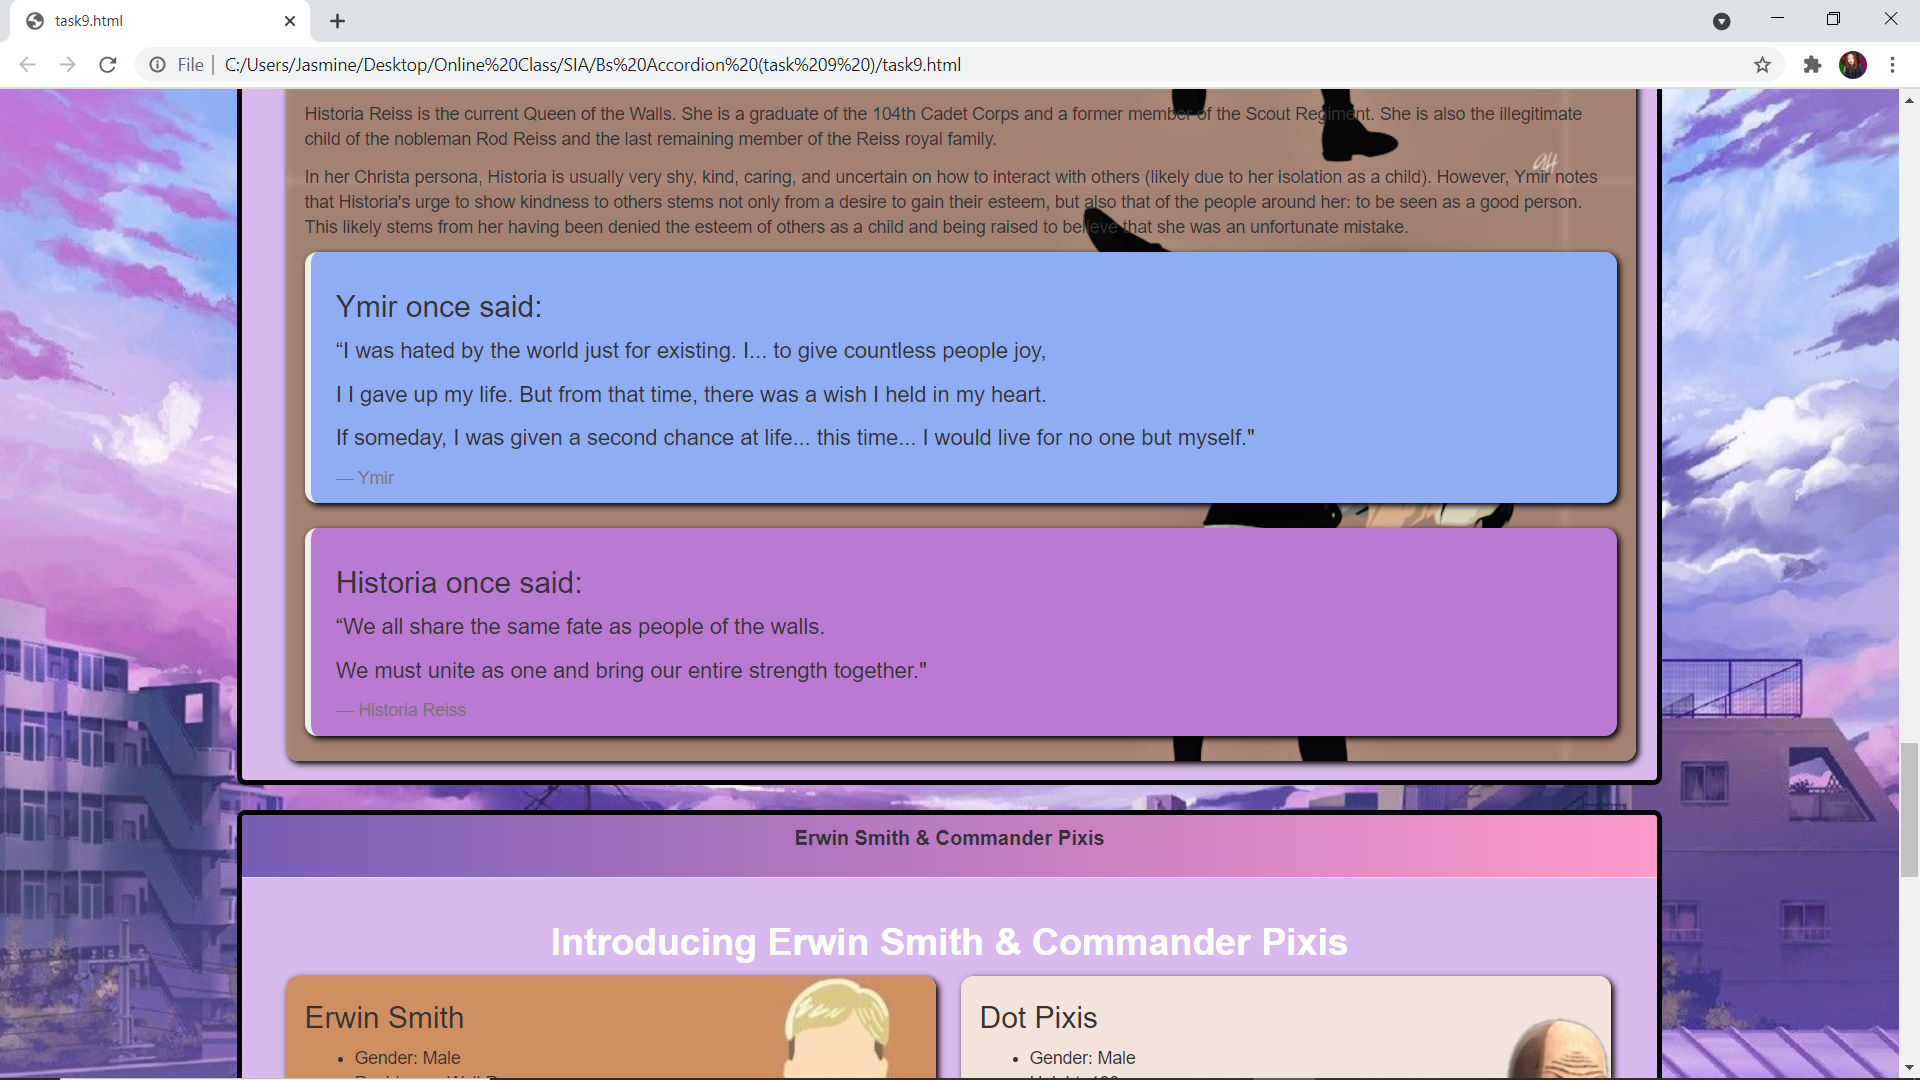 task9.html
File
C:/Users/Jasmine/Desktop/Online%20Class/SIA/Bs%20Accordion%20(task%209%20)/task9.html
Historia Reiss is the current Queen of the Walls. She is a graduate of the 104th Cadet Corps and a former member of the Scout Regiment. She is also the illegitimate
child of the nobleman Rod Reiss and the last remaining member of the Reiss royal family.
In her Christa persona, Historia is usually very shy, kind, caring, and uncertain on how to interact with others (likely due to her isolation as a child). However, Ymir notes
that Historia's urge to show kindness to others stems not only from a desire to gain their esteem, but also that of the people around her: to be seen as a good person.
This likely stems from her having been denied the esteem of others as a child and being raised to believe that she was an unfortunate mistake.
Ymir once said:
“I was hated by the world just for existing. I... to give countless people joy,
I I gave up my life. But from that time, there was a wish I held in my heart.
If someday, I was given a second chance at life... this time... I would live for no one but myself."
— Ymir
Historia once said:
“We all share the same fate as people of the walls.
We must unite as one and bring our entire strength together."
— Historia Reiss
Erwin Smith & Commander Pixis
Introducing Erwin Smith & Commander Pixis
Erwin Smith
• Gender: Male
Dot Pixis
• Gender: Male